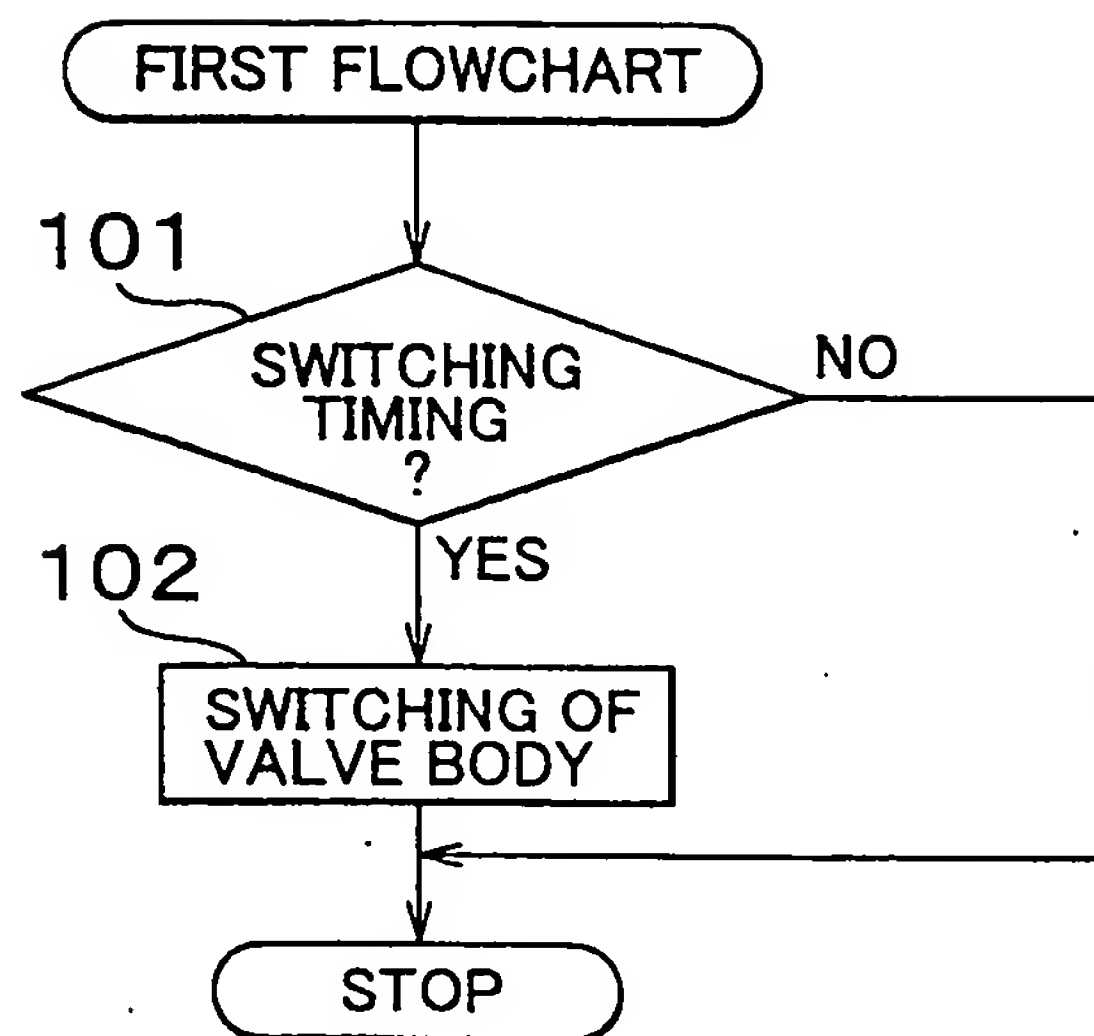 FIRST FLOWCHART
101
SWITCHING
TIMING
?
NO
YES
102
SWITCHING OF
VALVE BODY
STOP